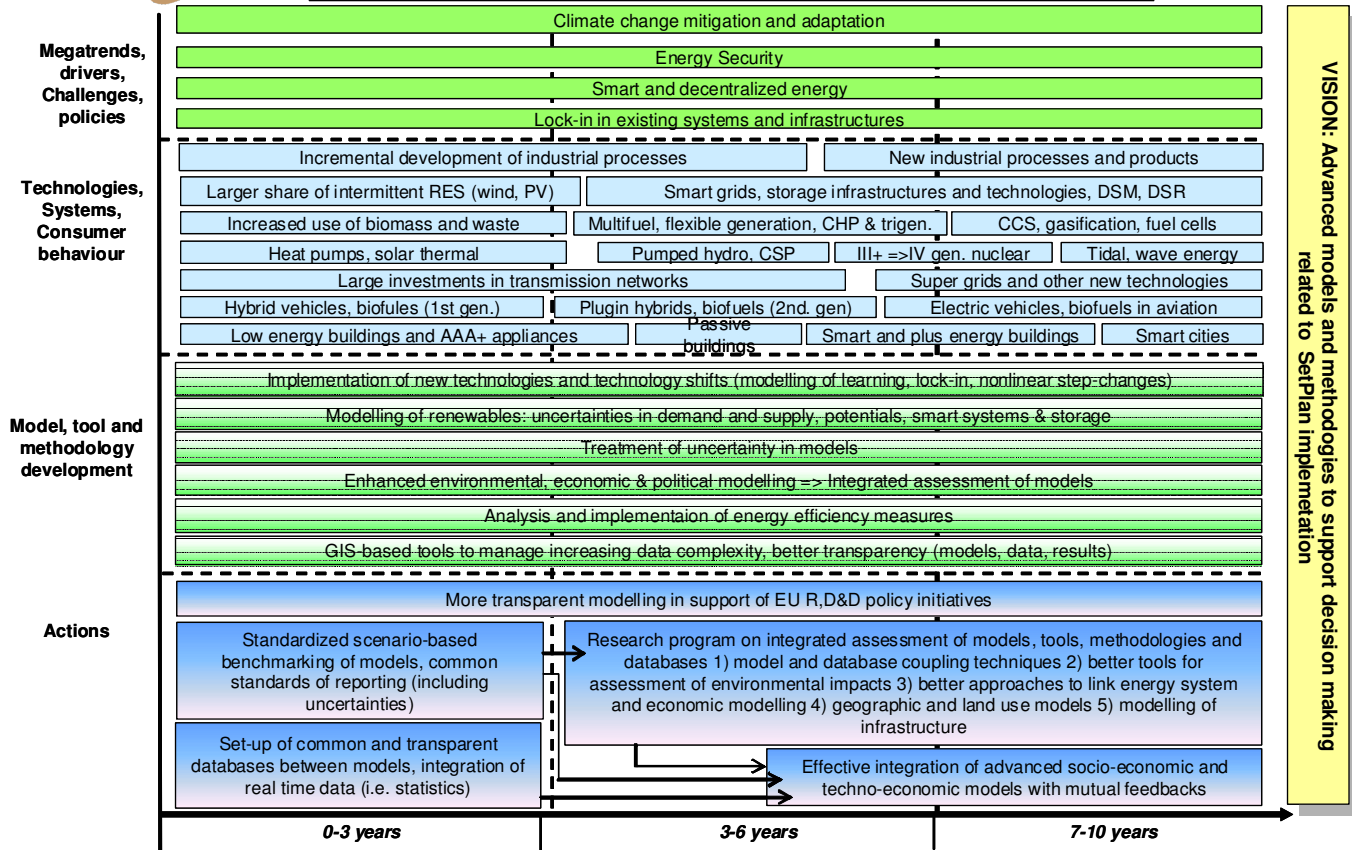 Megatrends,
drivers,
Challenges,
policies
Climate change mitigation and adaptation
Energy Security
Smart and decentralized energy
Lock-in in existing systems and infrastructures
Technologies,
Systems,
Consumer
behaviour
Incremental development of industrial processes
New industrial processes and products
Larger share of intermittent RES (wind, PV)
Smart grids, storage infrastructures and technologies, DSM, DSR
Increased use of biomass and waste
Multifuel, flexible generation, CHP & trigen.
CCS, gasification, fuel cells
Heat pumps, solar thermal
Pumped hydro, CSP
III+ =>IV gen. nuclear
Tidal, wave energy
Large investments in transmission networks
Super grids and other new technologies
Hybrid vehicles, biofules (1st gen.)
Plugin hybrids, biofuels (2nd. gen)
Electric vehicles, biofuels in aviation
Low energy buildings and AAA+ appliances
Passive
buildings
Smart and plus energy buildings
Smart cities
Model, tool and
methodology
development
Implementation of new technologies and technology shifts (modelling of learning, lock-in, nonlinear step-changes)
Modelling of renewables: uncertainties in demand and supply, potentials, smart systems & storage
Treatment of uncertainty in models
Enhanced environmental, economic & political modelling => Integrated assessment of models
Analysis and implementaion of energy efficiency measures
GIS-based tools to manage increasing data complexity, better transparency (models, data, results)
Actions
More transparent modelling in support of EU R,D&D policy initiatives
Standardized scenario-based
benchmarking of models, common
standards of reporting (including
uncertainties)
Research program on integrated assessment of models, tools, methodologies and
databases 1) model and database coupling techniques 2) better tools for
assessment of environmental impacts 3) better approaches to link energy system
and economic modelling 4) geographic and land use models 5) modelling of
infrastructure
Set-up of common and transparent
databases between models, integration of
real time data (i.e. statistics)
Effective integration of advanced socio-economic and
techno-economic models with mutual feedbacks
0-3 years
3-6 years
7-10 years
VISION: Advanced models and methodologies to support decision making
related to SetPlan implemetation